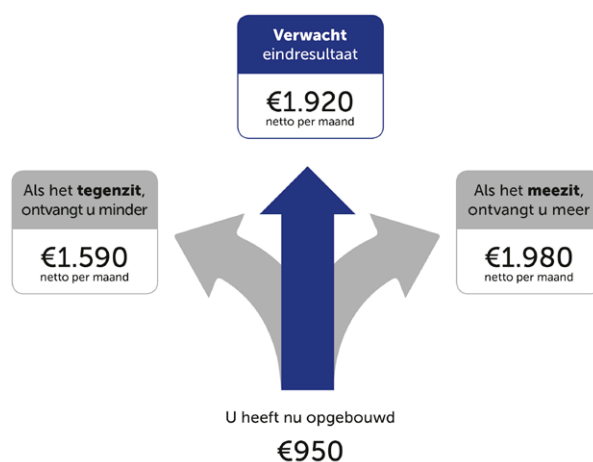 Verwacht
eindresultaat
€1.920
netto per maand
Als het tegenzit,
ontvangt u minder
€1.590
netto per maand
Als het meezit,
ontvangt u meer
€1.980
netto per maand
U heeft nu opgebouwd
€950